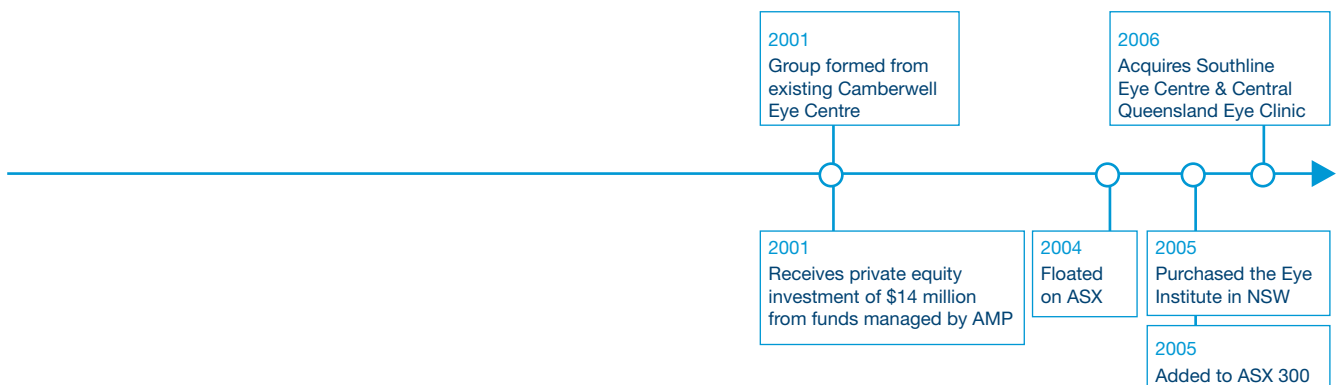 2001
Group formed from
existing Camberwell
Eye Centre
2006
Acquires Southline
Eye Centre & Central
Queensland Eye Clinic
2001
Receives private equity
investment of $14 million
from funds managed by AMP
2004
Floated
on ASX
2005
Purchased the Eye
Institute in NSW
2005
Added to ASX 300